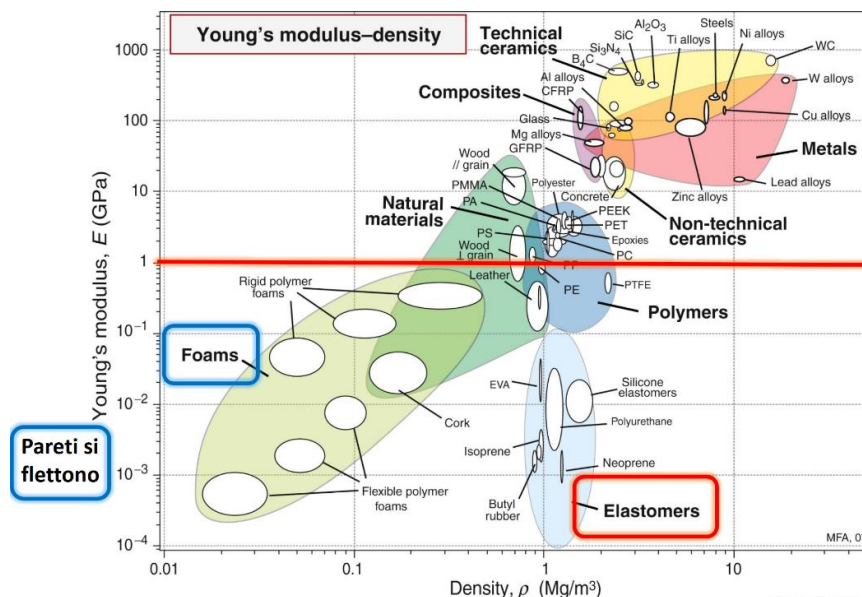 Young's modulus–density
Technical
ceramics
Al₂O₃
SiC
Si₃N₄
B₄C
Steels
Ti alloys
Ni alloys
WC
W alloys
Cu alloys
Metals
Lead alloys
Zinc alloys
Al alloys
CFRP
Composites
Glass
Mg alloys
GFRP
Wood
// grain
PMMA
Polyester
Concrete
PA
PEEK
Natural
materials
PET
Non-technical
ceramics
PS
Epoxies
Wood
⊥ grain
PC
PP
Leather
PE
PTFE
Rigid polymer
foams
Polymers
Foams
Cork
EVA
Silicone
elastomers
Polyurethane
Isoprene
Neoprene
Flexible polymer
foams
Butyl
rubber
Elastomers
Pareti si
flettono
MFA, 0
Young's modulus, E (GPa)
1000
100
10
1
10⁻¹
10⁻²
10⁻³
10⁻⁴
0.01
0.1
1
10
Density, ρ (Mg/m³)